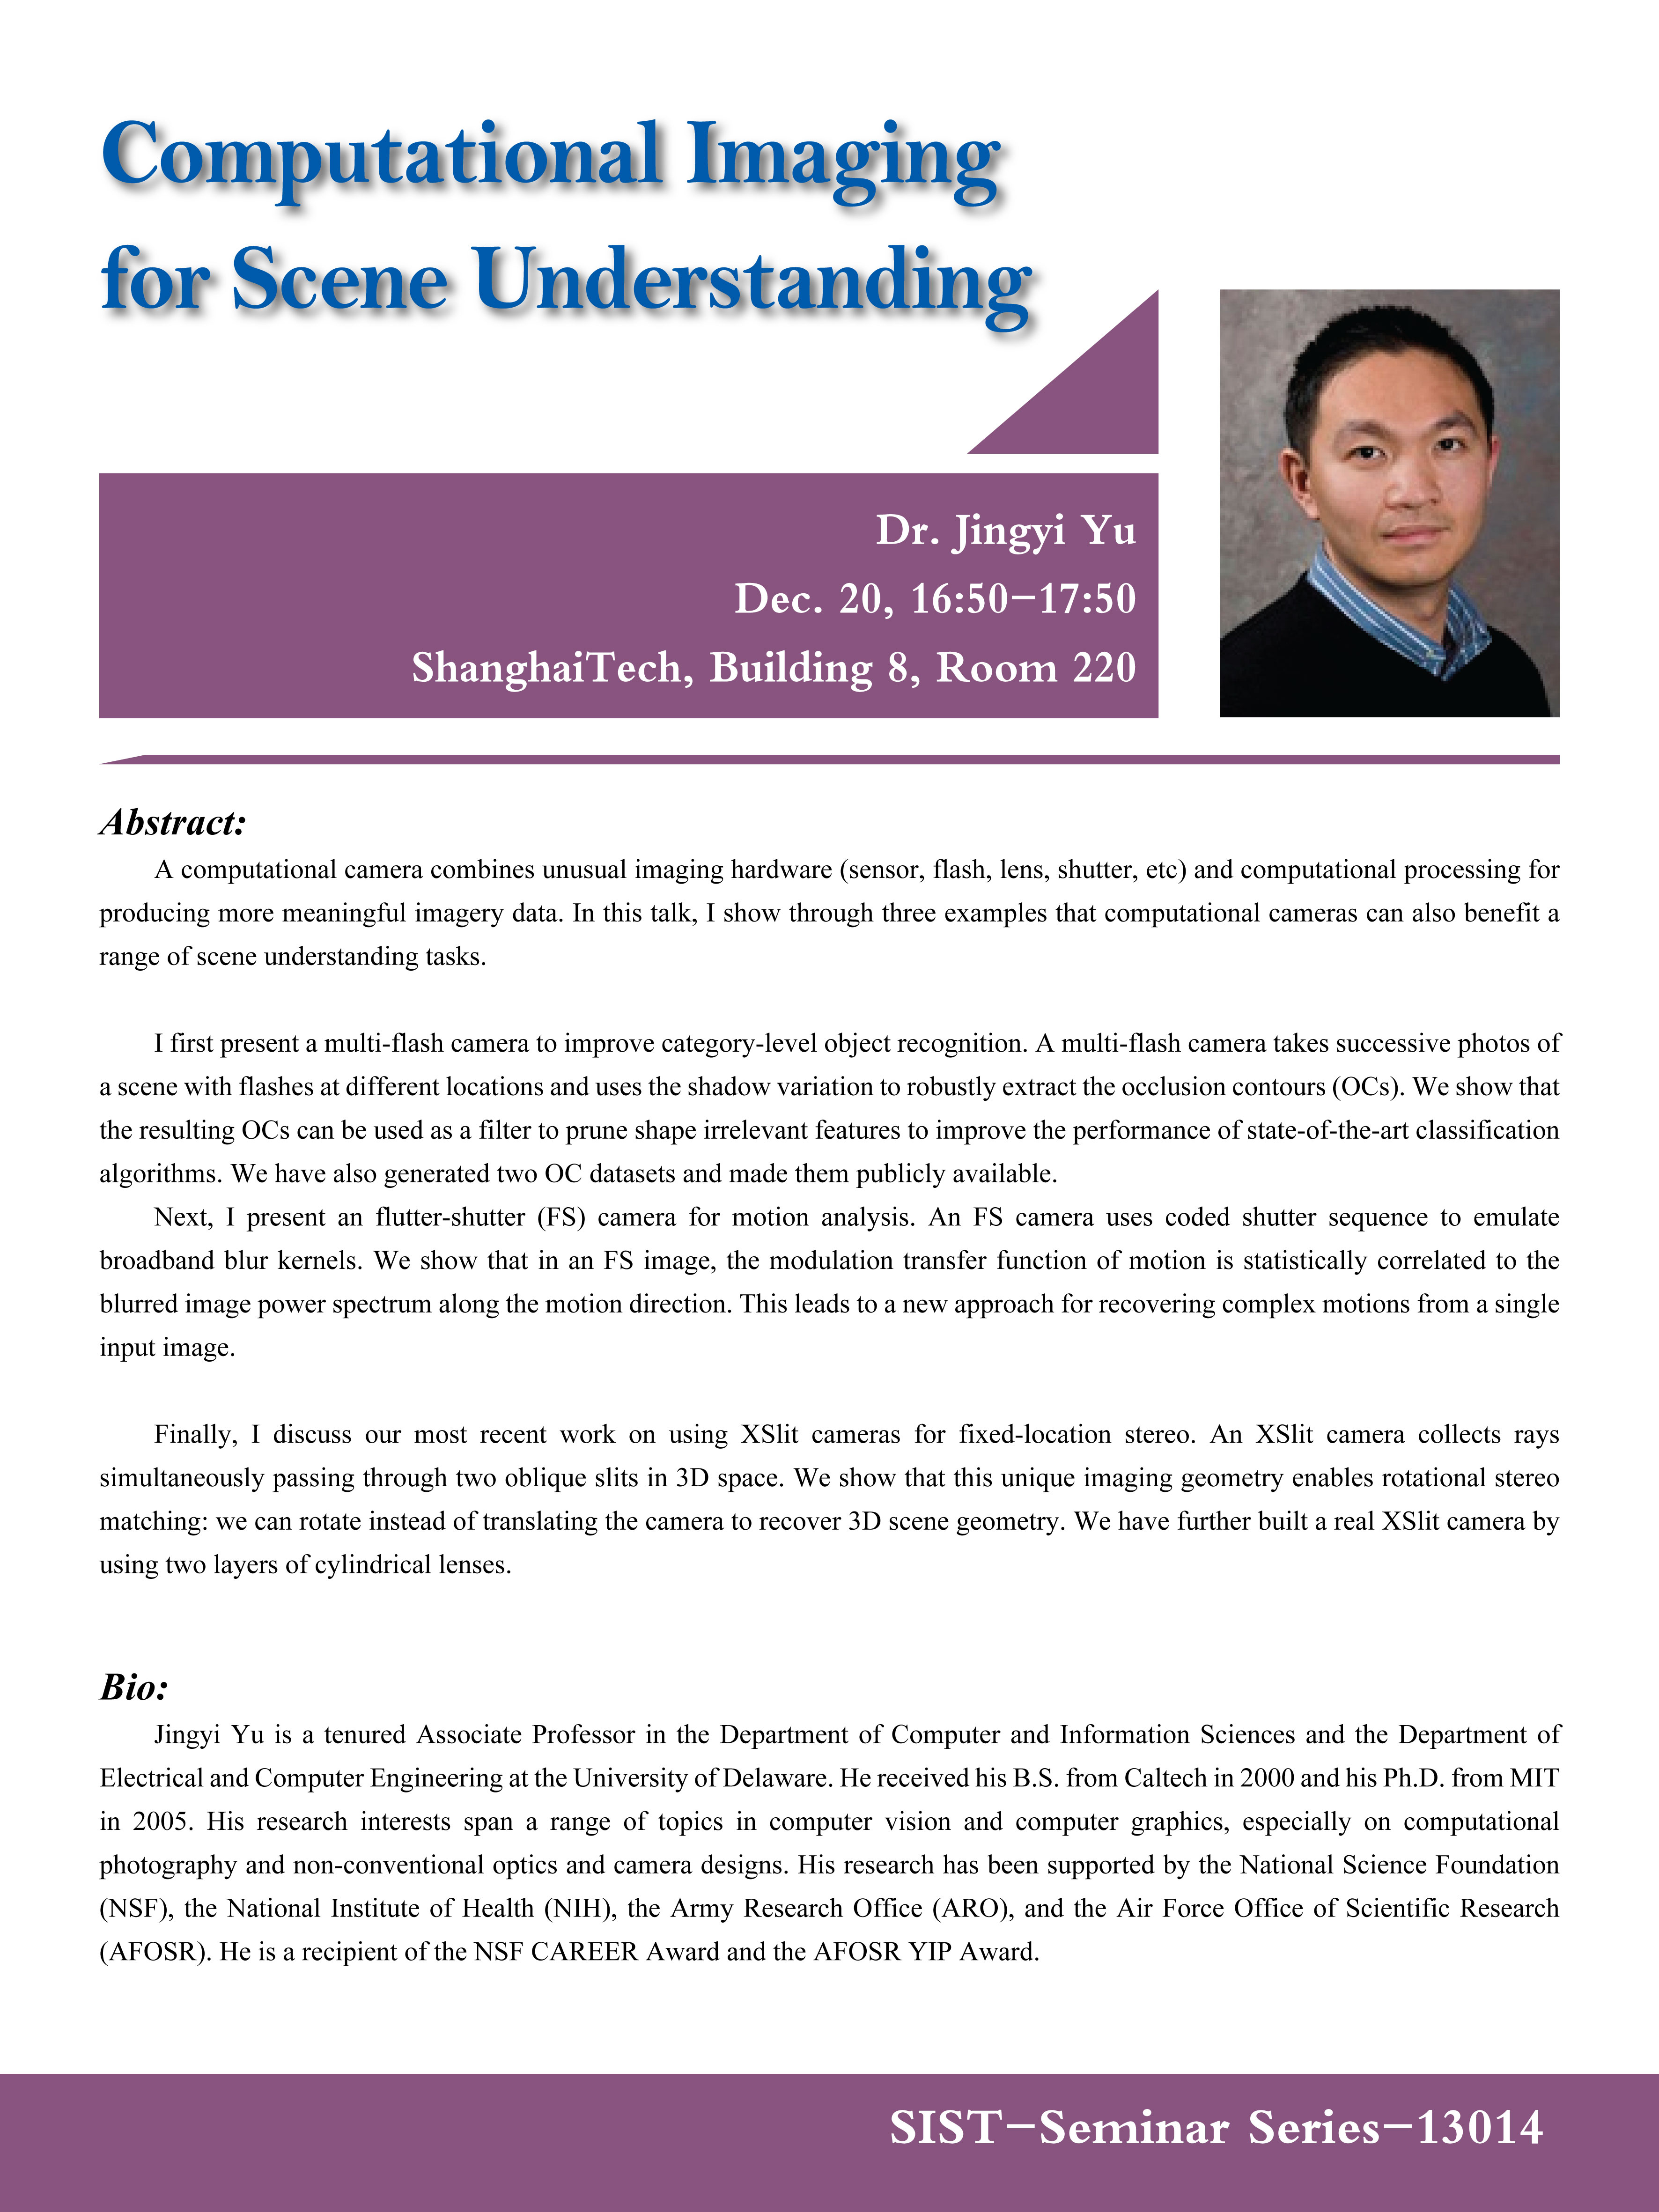 Computational Imaging
for Scene Understanding
Dr. Jingyi Yu
Dec. 20, 16:50-17:50
ShanghaiTech, Building 8, Room 220
Abstract:
A computational camera combines unusual imaging hardware (sensor, flash, lens, shutter, etc) and computational processing for
producing more meaningful imagery data. In this talk, I show through three examples that computational cameras can also benefit a
range of scene understanding tasks.
I first present a multi-flash camera to improve category-level object recognition. A multi-flash camera takes successive photos of
a scene with flashes at different locations and uses the shadow variation to robustly extract the occlusion contours (OCs). We show that
the resulting OCs can be used as a filter to prune shape irrelevant features to improve the performance of state-of-the-art classification
algorithms. We have also generated two OC datasets and made them publicly available.
Next, I present an flutter-shutter (FS) camera for motion analysis. An FS camera uses coded shutter sequence to emulate
broadband blur kernels. We show that in an FS image, the modulation transfer function of motion is statistically correlated to the
blurred image power spectrum along the motion direction. This leads to a new approach for recovering complex motions from a single
input image.
Finally, I discuss our most recent work on using XSlit cameras for fixed-location stereo. An XSlit camera collects rays
simultaneously passing through two oblique slits in 3D space. We show that this unique imaging geometry enables rotational stereo
matching: we can rotate instead of translating the camera to recover 3D scene geometry. We have further built a real XSlit camera by
using two layers of cylindrical lenses.
Bio:
Jingyi Yu is a tenured Associate Professor in the Department of Computer and Information Sciences and the Department of
Electrical and Computer Engineering at the University of Delaware. He received his B.S. from Caltech in 2000 and his Ph.D. from MIT
in 2005. His research interests span a range of topics in computer vision and computer graphics, especially on computational
photography and non-conventional optics and camera designs. His research has been supported by the National Science Foundation
(NSF), the National Institute of Health (NIH), the Army Research Office (ARO), and the Air Force Office of Scientific Research
(AFOSR). He is a recipient of the NSF CAREER Award and the AFOSR YIP Award.
SIST-Seminar Series-13014